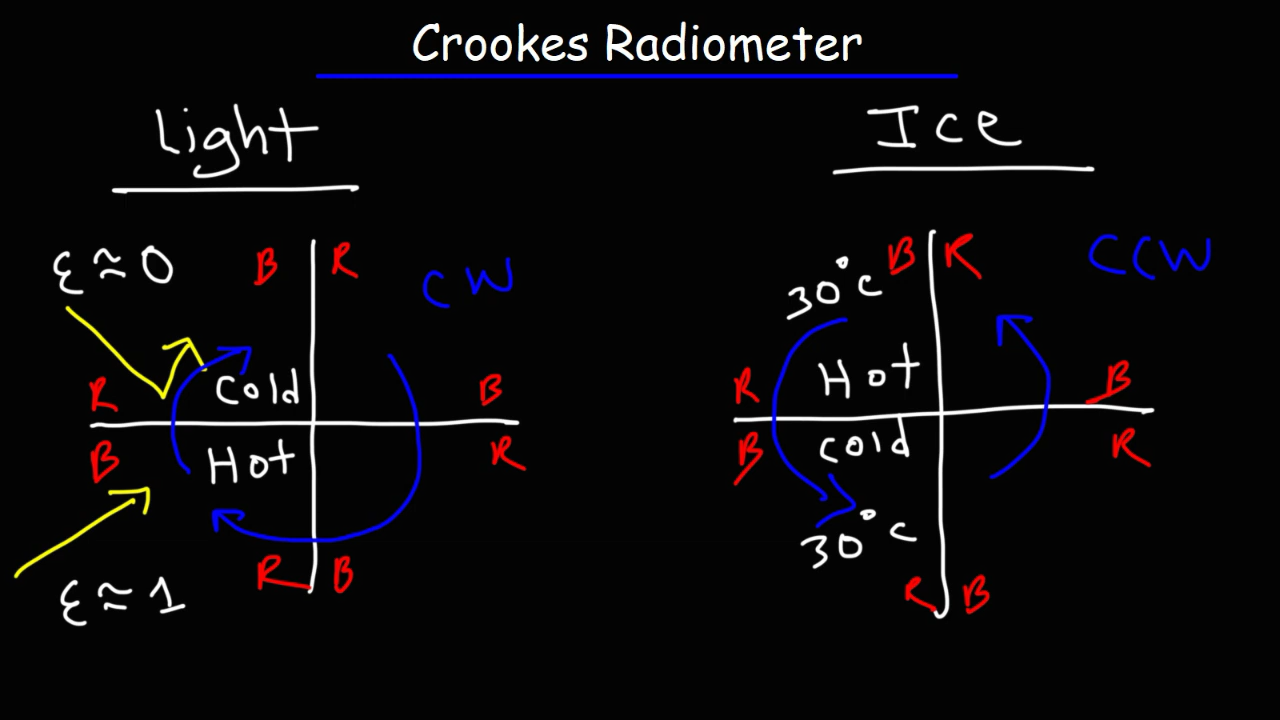 Crookes Radiometer
Light
ε ≈ 0
B R
CW
Cold
R B
B Hot R
ε ≈ 1
R B
Ice
30°C
B R
CCW
Hot
R B
B cold R
30°C
R B